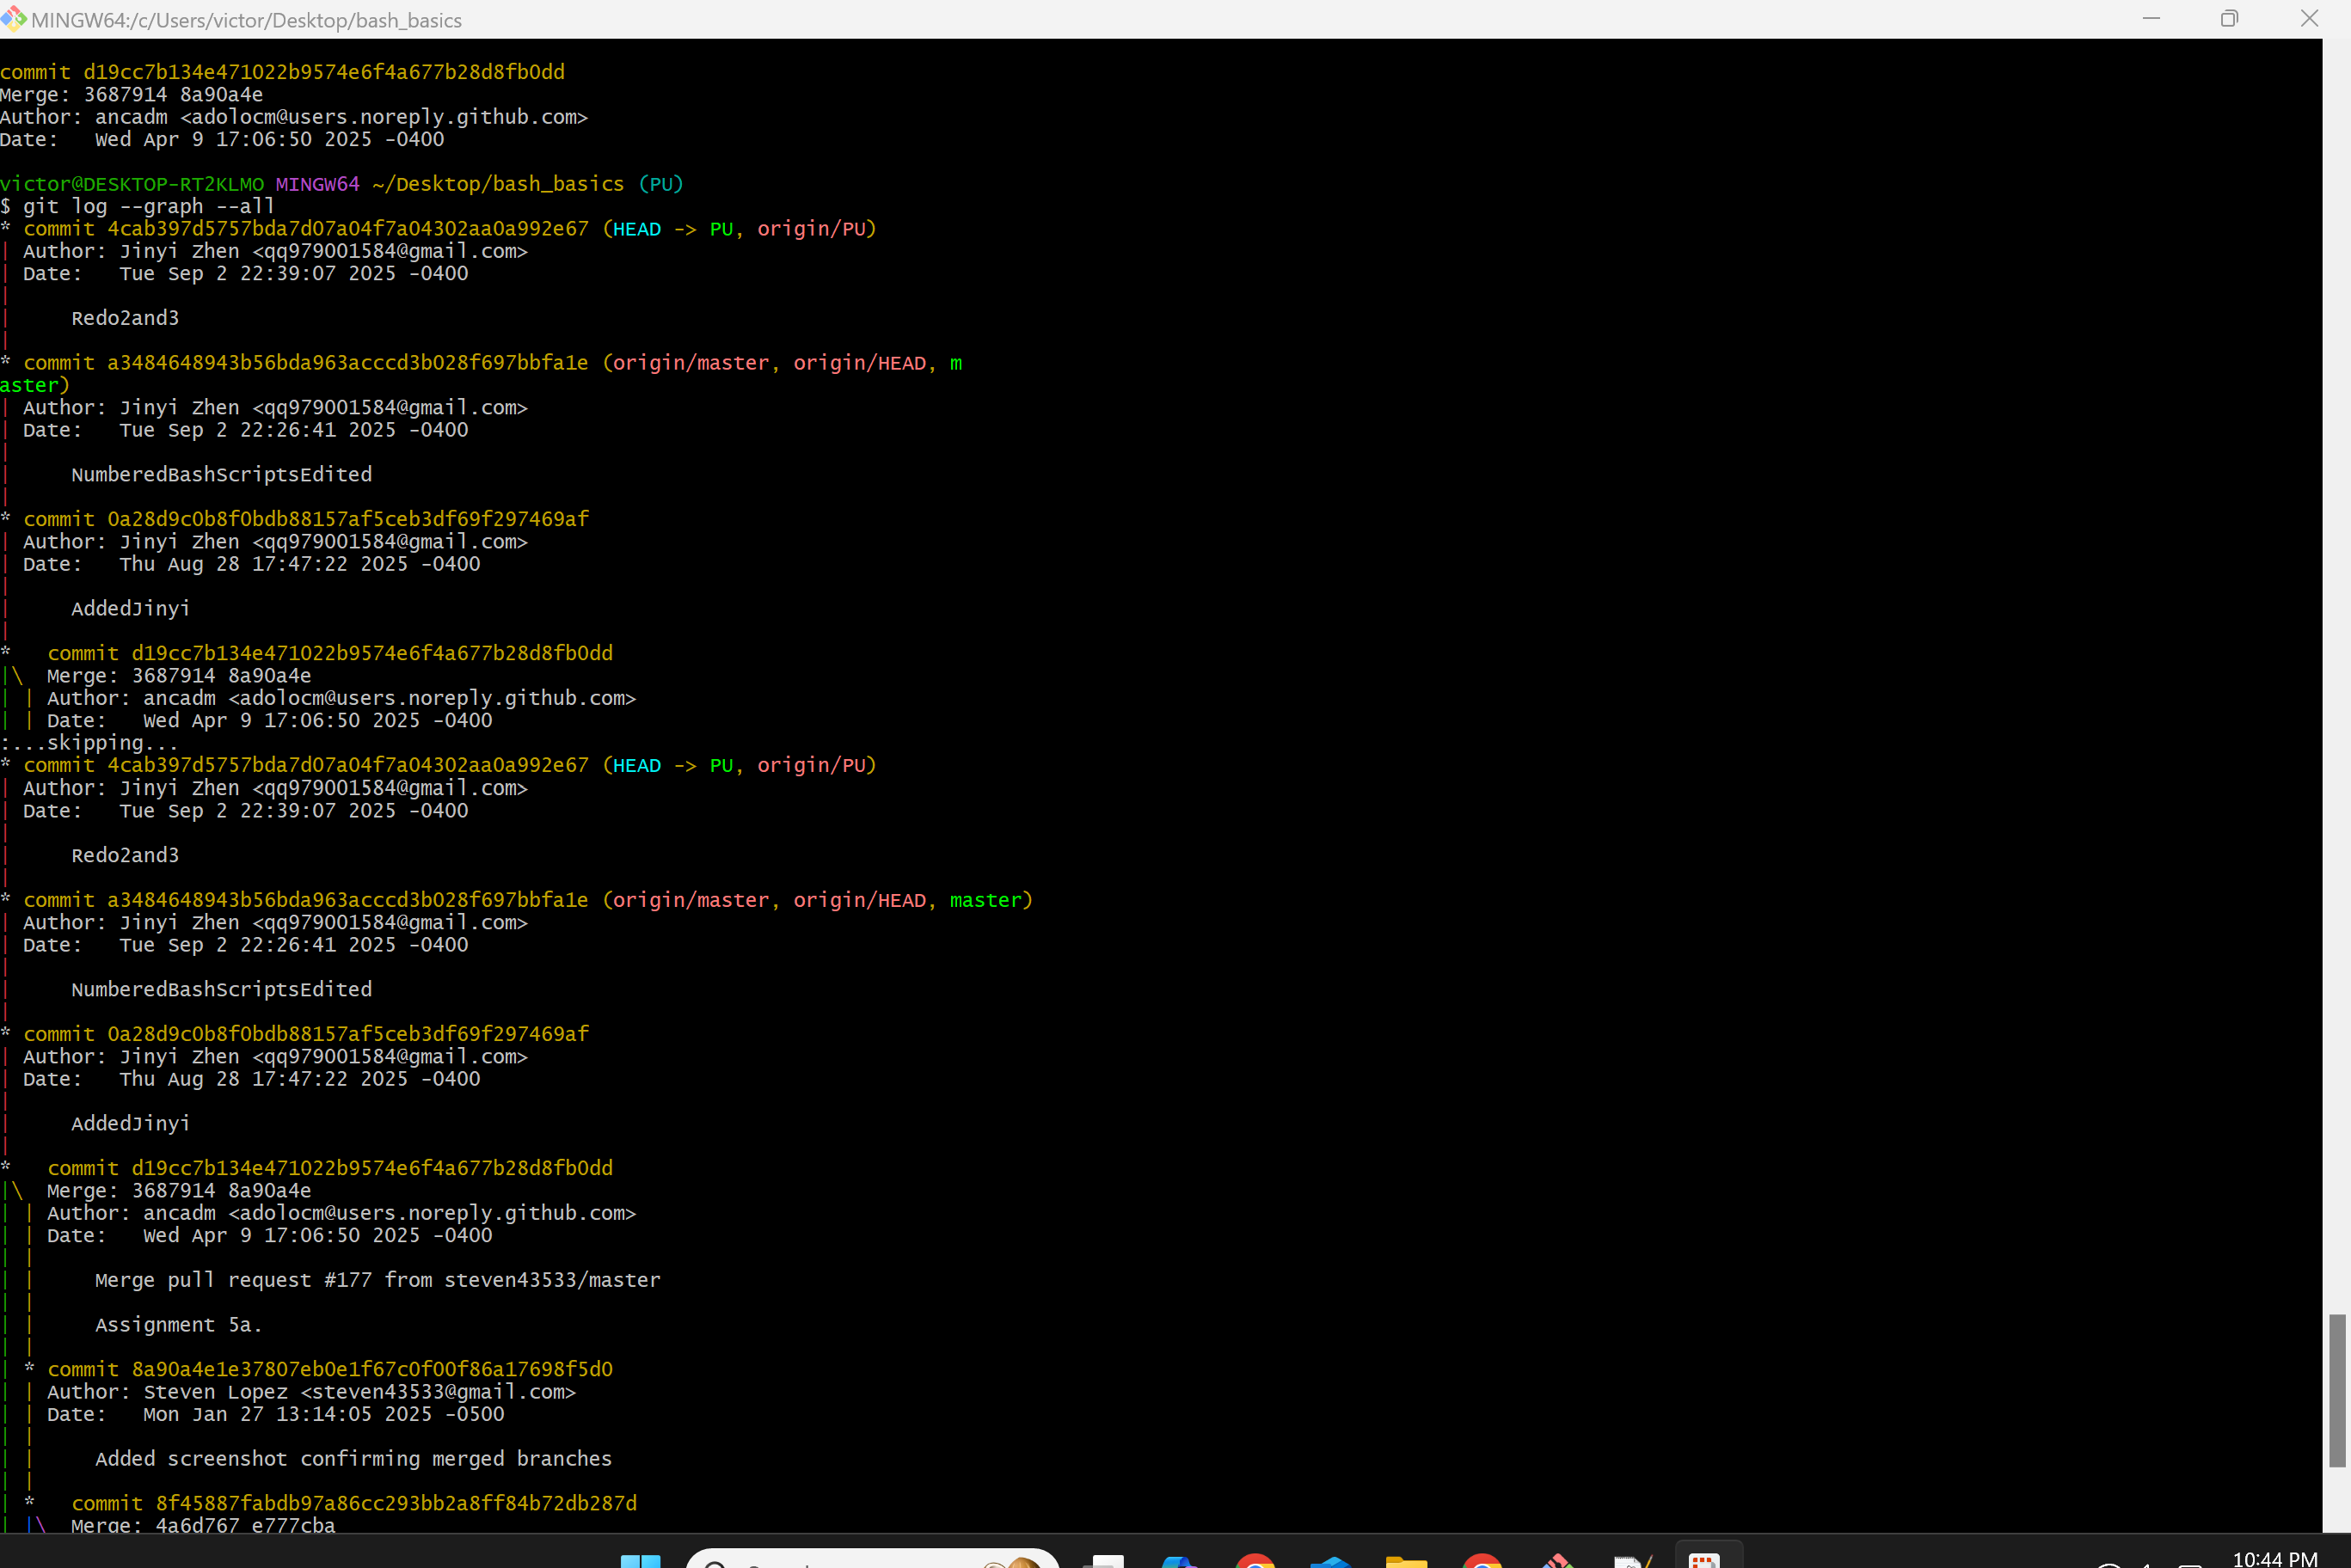 MINGW64:/c/Users/victor/Desktop/bash_basics
commit d19cc7b134e471022b9574e6f4a677b28d8fb0dd
Merge: 3687914 8a90a4e
Author: ancadm <adolocm@users.noreply.github.com>
Date:   Wed Apr 9 17:06:50 2025 -0400
victor@DESKTOP-RT2KLMO MINGW64 ~/Desktop/bash_basics (PU)
$ git log --graph --all
* commit 4cab397d5757bda7d07a04f7a04302aa0a992e67 (HEAD -> PU, origin/PU)
| Author: Jinyi Zhen <qq979001584@gmail.com>
| Date:   Tue Sep 2 22:39:07 2025 -0400
|
|     Redo2and3
|
* commit a3484648943b56bda963acccd3b028f697bbfa1e (origin/master, origin/HEAD, m
aster)
| Author: Jinyi Zhen <qq979001584@gmail.com>
| Date:   Tue Sep 2 22:26:41 2025 -0400
|
|     NumberedBashScriptsEdited
|
* commit 0a28d9c0b8f0bdb88157af5ceb3df69f297469af
| Author: Jinyi Zhen <qq979001584@gmail.com>
| Date:   Thu Aug 28 17:47:22 2025 -0400
|
|     AddedJinyi
|
*   commit d19cc7b134e471022b9574e6f4a677b28d8fb0dd
|\  Merge: 3687914 8a90a4e
| | Author: ancadm <adolocm@users.noreply.github.com>
| | Date:   Wed Apr 9 17:06:50 2025 -0400
:...skipping...
* commit 4cab397d5757bda7d07a04f7a04302aa0a992e67 (HEAD -> PU, origin/PU)
| Author: Jinyi Zhen <qq979001584@gmail.com>
| Date:   Tue Sep 2 22:39:07 2025 -0400
|
|     Redo2and3
|
* commit a3484648943b56bda963acccd3b028f697bbfa1e (origin/master, origin/HEAD, master)
| Author: Jinyi Zhen <qq979001584@gmail.com>
| Date:   Tue Sep 2 22:26:41 2025 -0400
|
|     NumberedBashScriptsEdited
|
* commit 0a28d9c0b8f0bdb88157af5ceb3df69f297469af
| Author: Jinyi Zhen <qq979001584@gmail.com>
| Date:   Thu Aug 28 17:47:22 2025 -0400
|
|     AddedJinyi
|
*   commit d19cc7b134e471022b9574e6f4a677b28d8fb0dd
|\  Merge: 3687914 8a90a4e
| | Author: ancadm <adolocm@users.noreply.github.com>
| | Date:   Wed Apr 9 17:06:50 2025 -0400
| |
| |     Merge pull request #177 from steven43533/master
| |
| |     Assignment 5a.
| |
| * commit 8a90a4e1e37807eb0e1f67c0f00f86a17698f5d0
| | Author: Steven Lopez <steven43533@gmail.com>
| | Date:   Mon Jan 27 13:14:05 2025 -0500
| |
| |     Added screenshot confirming merged branches
| |
| *   commit 8f45887fabdb97a86cc293bb2a8ff84b72db287d
| |\  Merge: 4a6d767 e777cba
10:44 PM